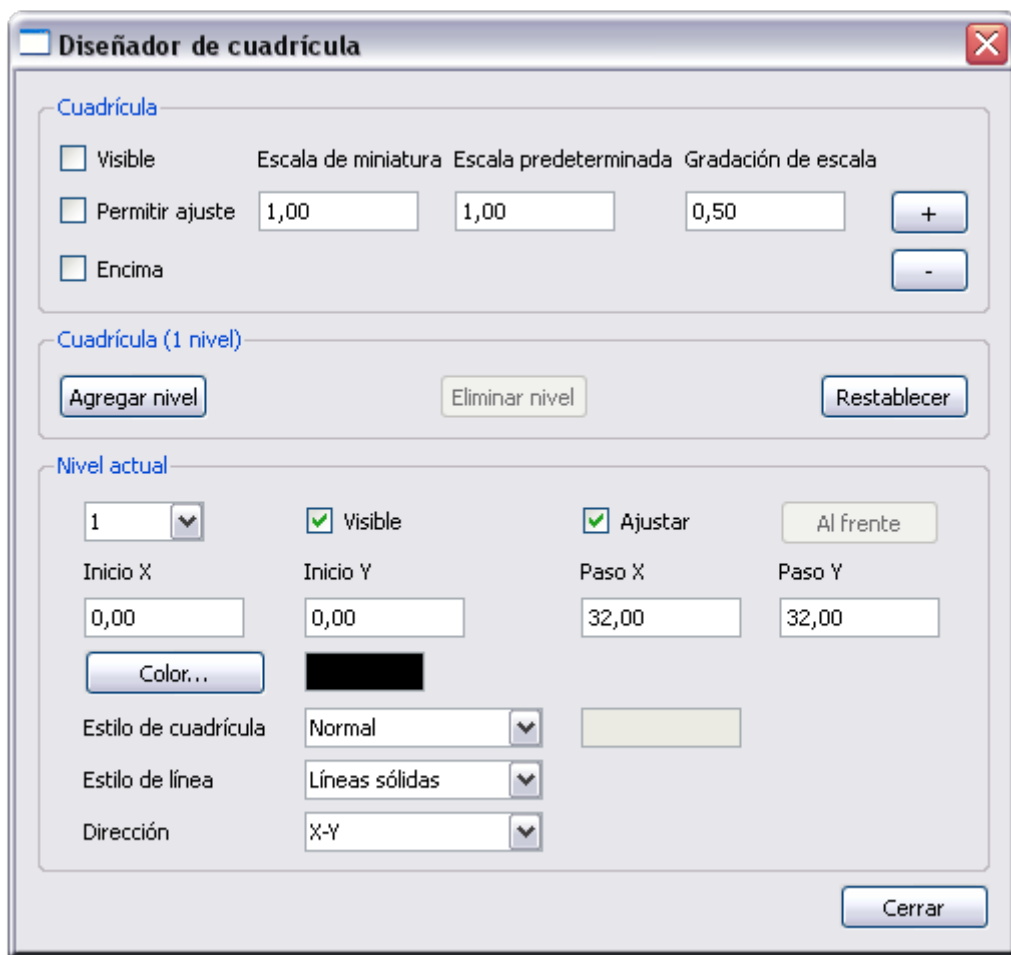 Diseñador de cuadrícula
Cuadrícula
Visible
Escala de miniatura Escala predeterminada Gradación de escala
Permitir ajuste 1,00 1,00 0,50 +
Encima -
Cuadrícula (1 nivel)
Agregar nivel Eliminar nivel Restablecer
Nivel actual
1 Visible Ajustar Al frente
Inicio X Inicio Y Paso X Paso Y
0,00 0,00 32,00 32,00
Color...
Estilo de cuadrícula Normal
Estilo de línea Líneas sólidas
Dirección X-Y
Cerrar